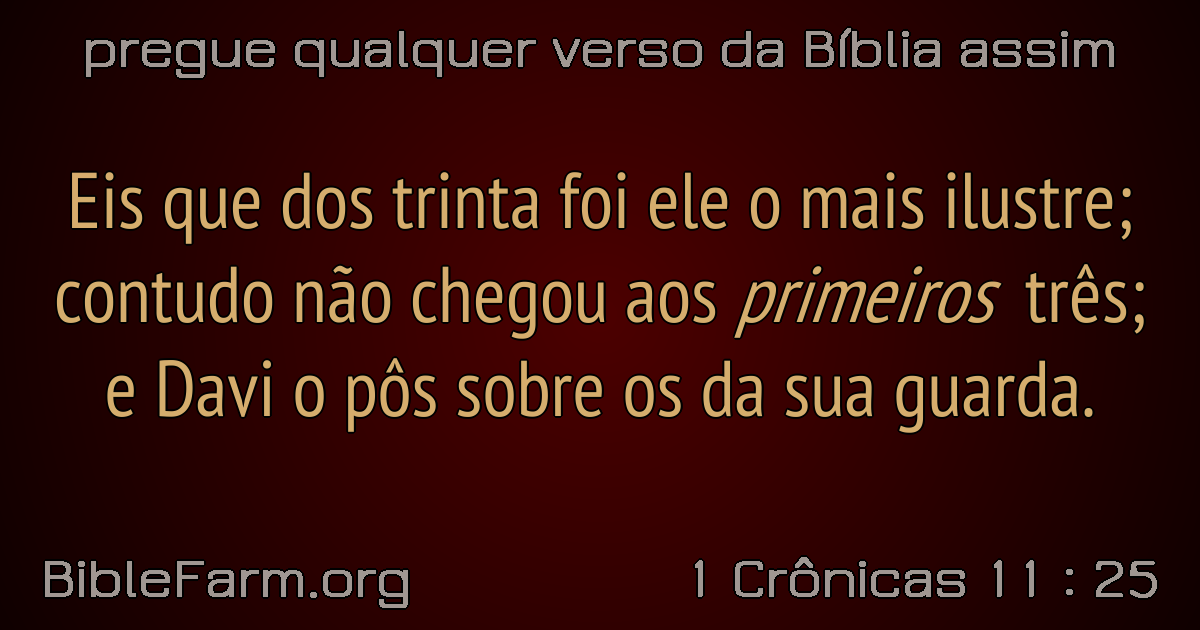 pregue qualquer verso da Bíblia assim
Eis que dos trinta foi ele o mais ilustre;
contudo não chegou aos primeiros três;
e Davi o pôs sobre os da sua guarda.
BibleFarm.org
1 Crônicas 11 : 25